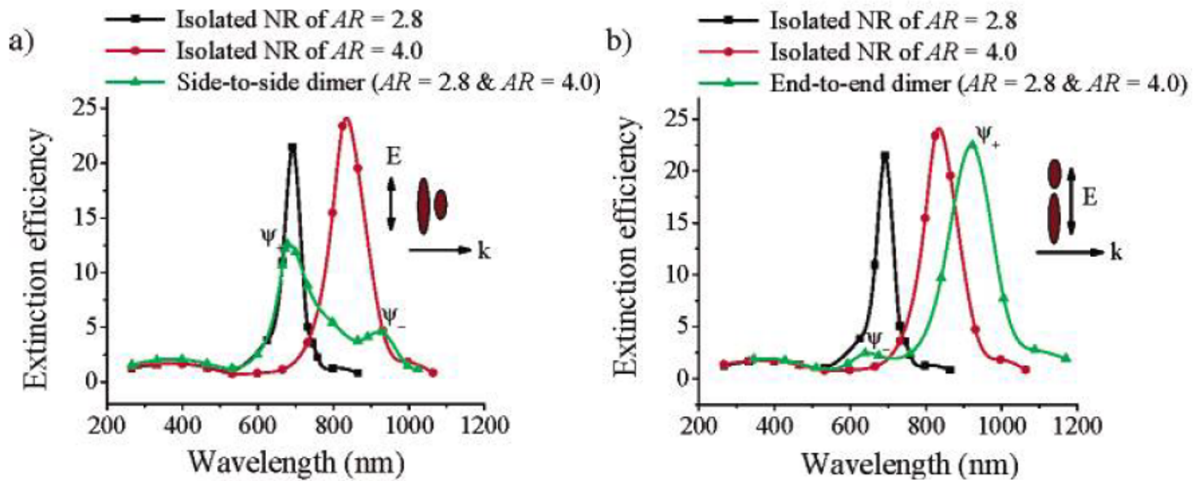 a)
Isolated NR of AR = 2.8
Isolated NR of AR = 4.0
Side-to-side dimer (AR = 2.8 & AR = 4.0)
Extinction efficiency
25
20
15
10
5
0
200 400 600 800 1000 1200
Wavelength (nm)
ψ+
ψ−
E
k
b)
Isolated NR of AR = 2.8
Isolated NR of AR = 4.0
End-to-end dimer (AR = 2.8 & AR = 4.0)
Extinction efficiency
25
20
15
10
5
0
200 400 600 800 1000 1200
Wavelength (nm)
ψ−
ψ+
E
k